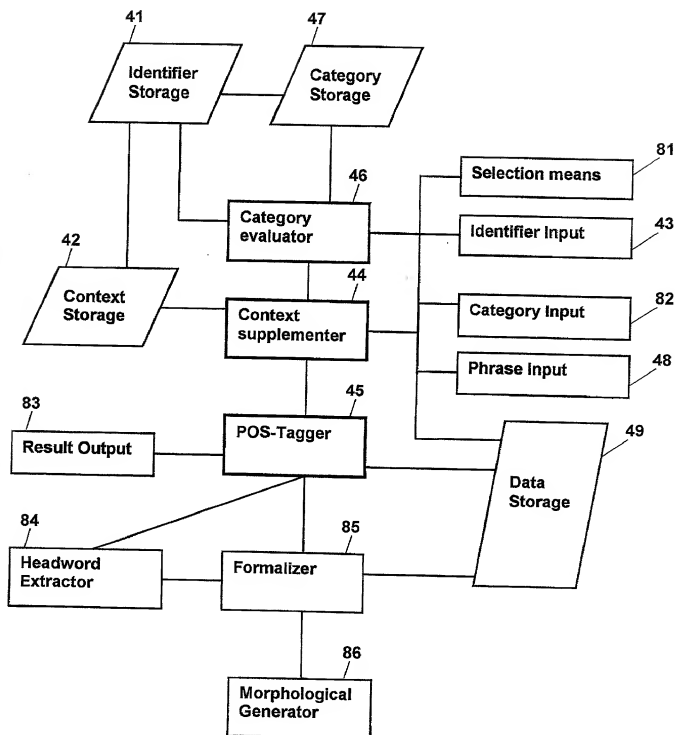 41
47
Identifier
Storage
Category
Storage
81
Selection means
46
Category
evaluator
43
Identifier Input
42
44
Context
Storage
Context
supplementer
Category Input
82
Phrase Input
48
83
45
Result Output
POS-Tagger
49
Data
Storage
84
85
Headword
Extractor
Formalizer
86
Morphological
Generator